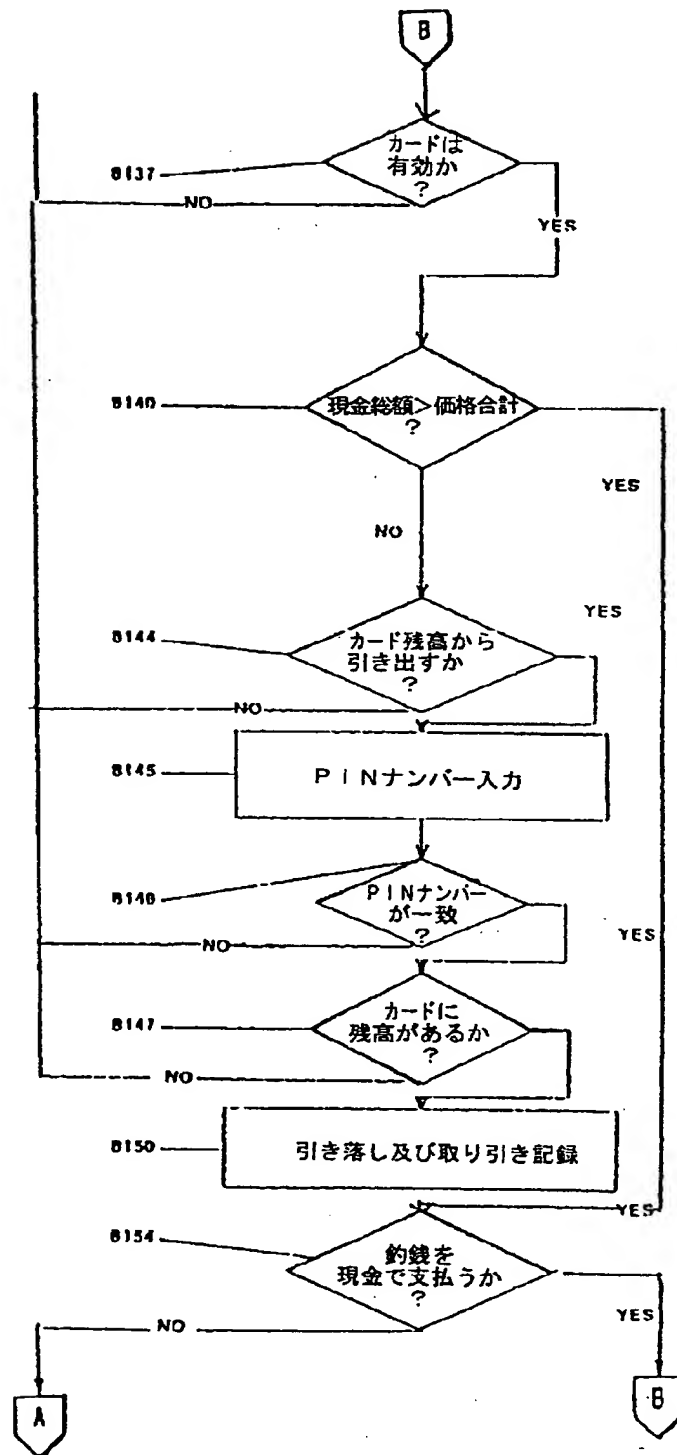 B
カードは
有効か
?
8137
NO
YES
8140
現金総額>価格合計
?
YES
NO
YES
8144
カード残高から
引き出すか
?
NO
8145
PINナンバー入力
8146
PINナンバー
が一致
?
NO
YES
8147
カードに
残高があるか
?
NO
8150
引き落し及び取り引き記録
YES
8154
釣銭を
現金で支払うか
?
NO
YES
A
B